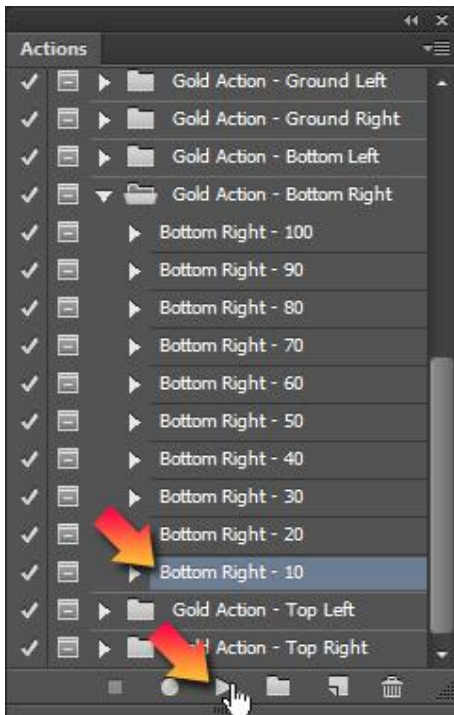 Actions
Gold Action - Ground Left
Gold Action - Ground Right
Gold Action - Bottom Left
Gold Action - Bottom Right
Bottom Right - 100
Bottom Right - 90
Bottom Right - 80
Bottom Right - 70
Bottom Right - 60
Bottom Right - 50
Bottom Right - 40
Bottom Right - 30
Bottom Right - 20
Bottom Right - 10
Gold Action - Top Left
Action - Top Right